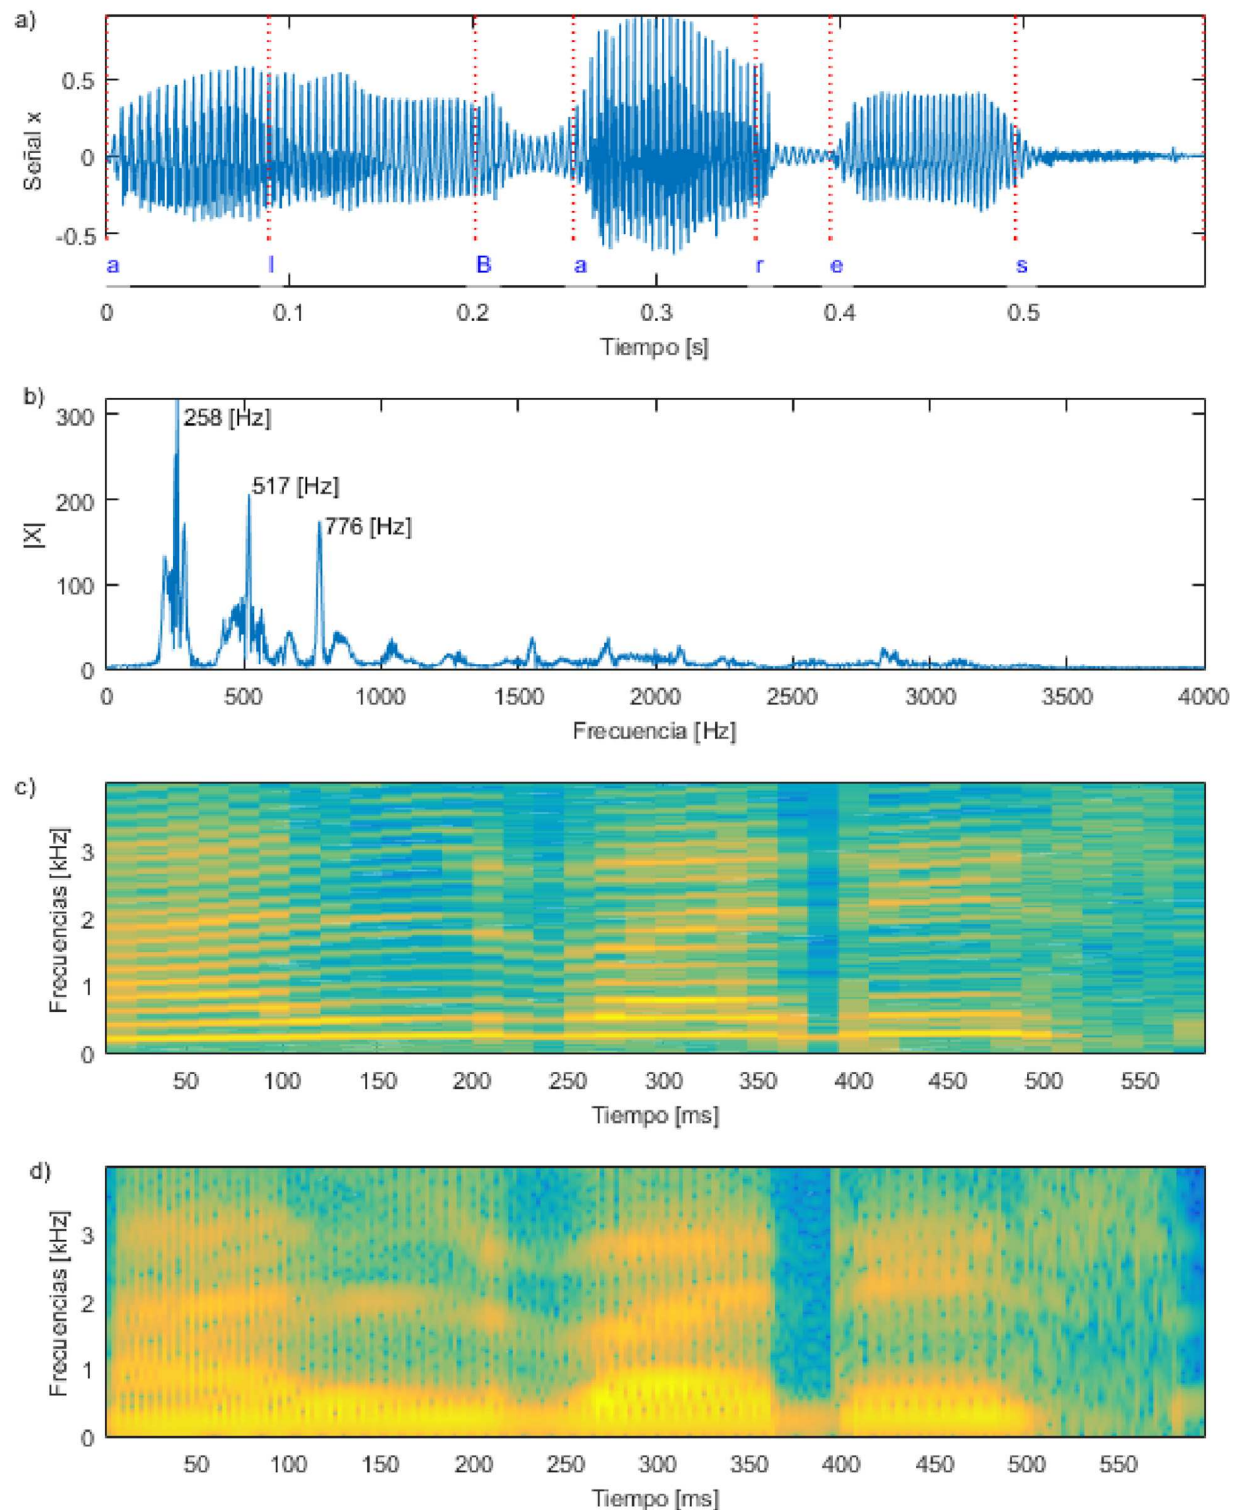 a)
Señal x
0.5
0
-0.5
a l B a r e s
0 0.1 0.2 0.3 0.4 0.5
Tiempo [s]
b)
|X|
300
200
100
0
258 [Hz]
517 [Hz]
776 [Hz]
0 500 1000 1500 2000 2500 3000 3500 4000
Frecuencia [Hz]
c)
Frecuencias [kHz]
3
2
1
0
50 100 150 200 250 300 350 400 450 500 550
Tiempo [ms]
d)
Frecuencias [kHz]
3
2
1
0
50 100 150 200 250 300 350 400 450 500 550
Tiempo [ms]